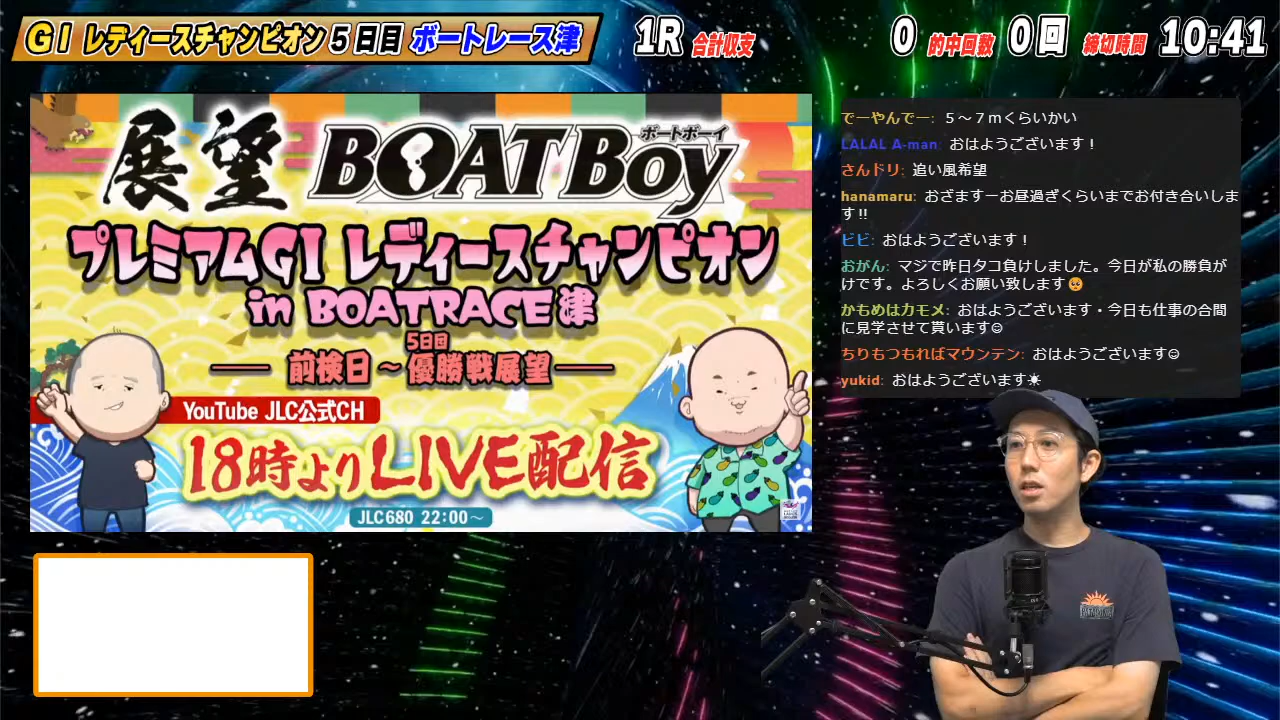 GI レディースチャンピオン 5日目 ボートレース津
1R 合計収支 0 的中回数 0回 締切時間 10:41
展望 BOAT Boy
ボートボーイ
プレミアムGI レディースチャンピオン
in BOATRACE津
5日目
前検日～優勝戦展望
YouTube JLC公式CH
18時よりLIVE配信
JLC680 22:00～
でーやんでー: 5～7mくらいかい
LALAL A-man: おはようございます！
さんドリ: 追い風希望
hanamaru: おざますーお昼過ぎくらいまでお付き合いしま
す‼
ビビ: おはようございます！
おがん: マジで昨日タコ負けしました。今日が私の勝負が
けです。よろしくお願い致します🥺
かもめはカモメ: おはようございます・今日も仕事の合間
に見学させて貰います☺
ちりもつもればマウンテン: おはようございます☺
yukid: おはようございます☀